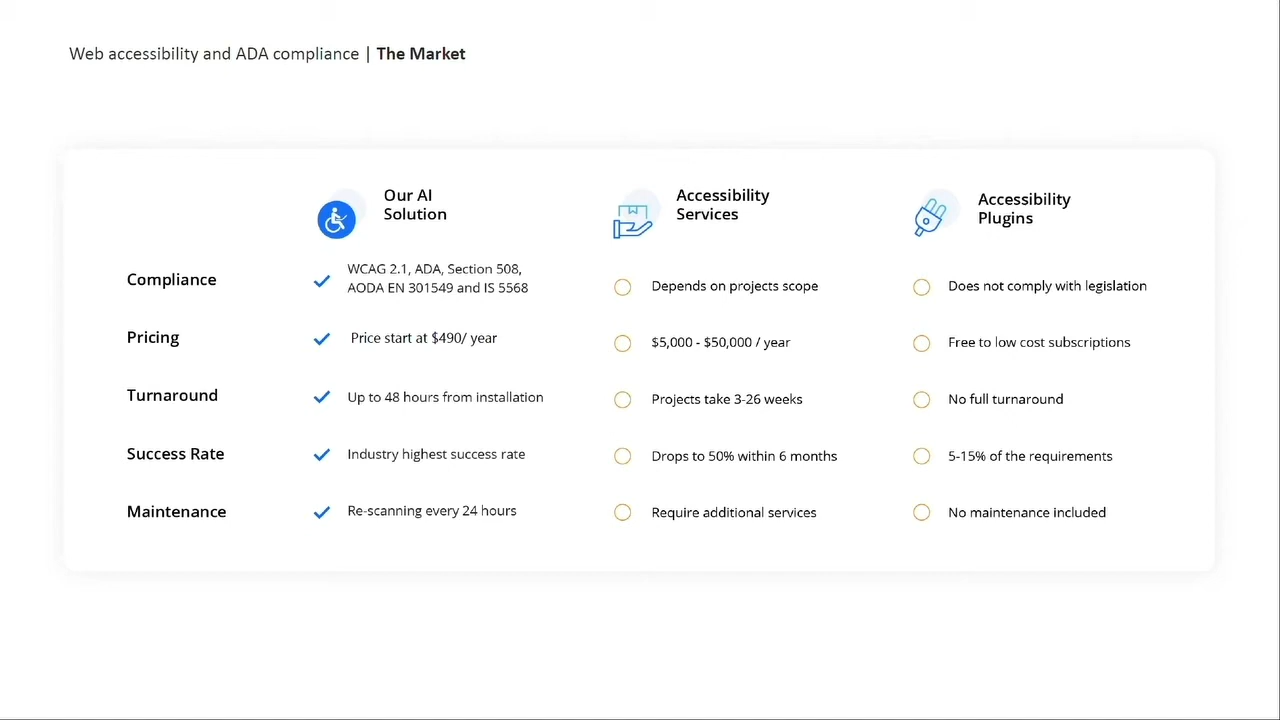 Web accessibility and ADA compliance | The Market
Our AI
Solution
Accessibility
Services
Accessibility
Plugins
Compliance
WCAG 2.1, ADA, Section 508,
AODA EN 301549 and IS 5568
Depends on projects scope
Does not comply with legislation
Pricing
Price start at $490/ year
$5,000 - $50,000 / year
Free to low cost subscriptions
Turnaround
Up to 48 hours from installation
Projects take 3-26 weeks
No full turnaround
Success Rate
Industry highest success rate
Drops to 50% within 6 months
5-15% of the requirements
Maintenance
Re-scanning every 24 hours
Require additional services
No maintenance included